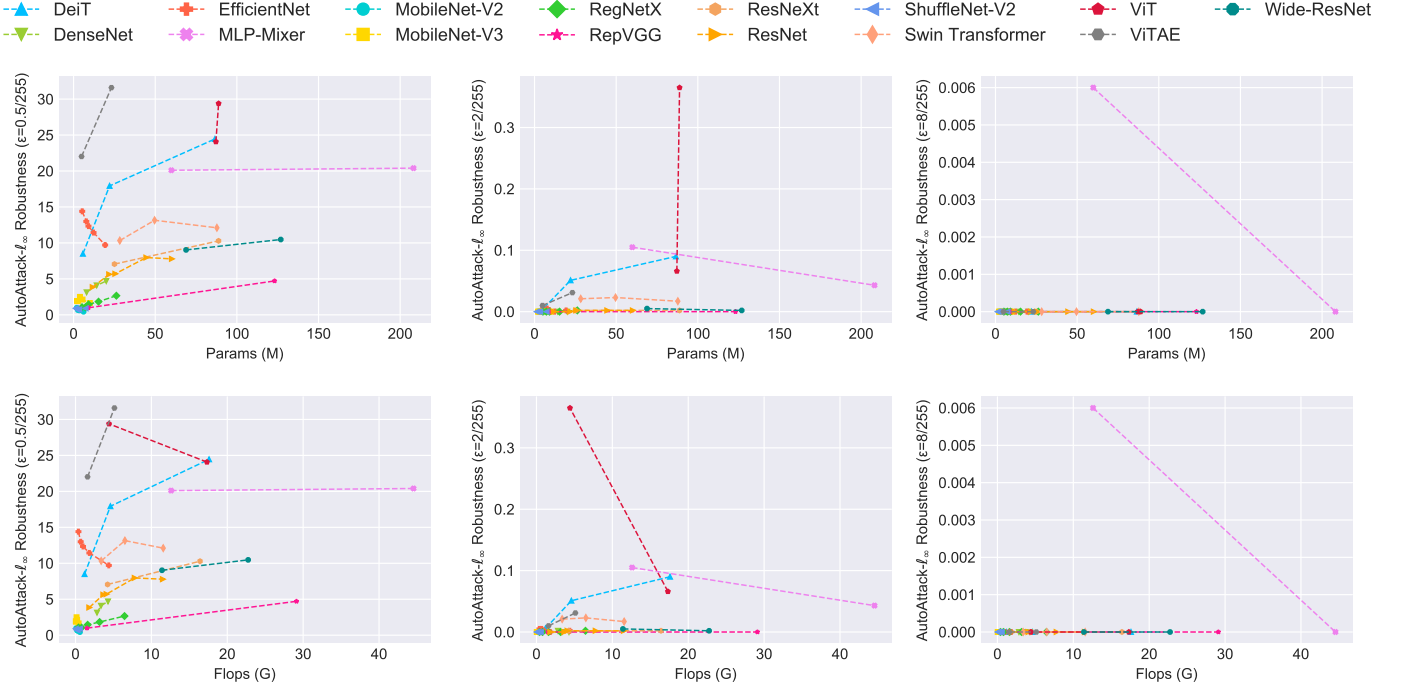 DeiT EfficientNet MobileNet-V2 RegNetX ResNeXt ShuffleNet-V2 ViT Wide-ResNet
DenseNet MLP-Mixer MobileNet-V3 RepVGG ResNet Swin Transformer ViTAE
AutoAttack-ℓ∞ Robustness (ε=0.5/255)
30
25
20
15
10
5
0
0 50 100 150 200
Params (M)
AutoAttack-ℓ∞ Robustness (ε=2/255)
0.3
0.2
0.1
0.0
0 50 100 150 200
Params (M)
AutoAttack-ℓ∞ Robustness (ε=8/255)
0.006
0.005
0.004
0.003
0.002
0.001
0.000
0 50 100 150 200
Params (M)
AutoAttack-ℓ∞ Robustness (ε=0.5/255)
30
25
20
15
10
5
0
0 10 20 30 40
Flops (G)
AutoAttack-ℓ∞ Robustness (ε=2/255)
0.3
0.2
0.1
0.0
0 10 20 30 40
Flops (G)
AutoAttack-ℓ∞ Robustness (ε=8/255)
0.006
0.005
0.004
0.003
0.002
0.001
0.000
0 10 20 30 40
Flops (G)